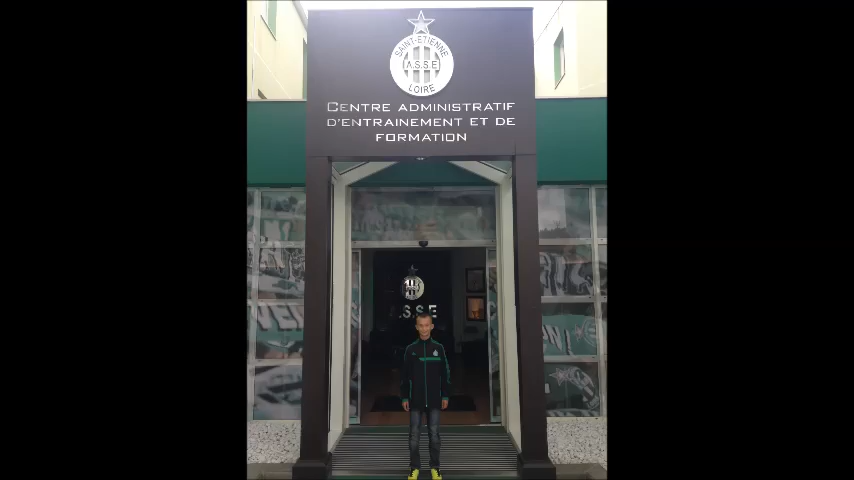 SAINT-ETIENNE
A.S.S.E
LOIRE
CENTRE ADMINISTRATIF
D'ENTRAINEMENT ET DE
FORMATION
A.S.S.E